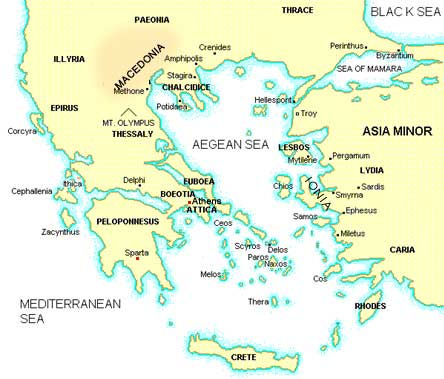 BLACK SEA
THRACE
PAEONIA
Crenides
Perinthus
Byzantium
ILLYRIA
MACEDONIA
Amphipolis
SEA OF MAMARA
Stagira
CHALCIDICE
Methone
Hellespont
EPIRUS
Potidaea
MT. OLYMPUS
Troy
Corcyra
THESSALY
ASIA MINOR
AEGEAN SEA
LESBOS
Mytilene
Pergamum
LYDIA
Ithica
Delphi
EUBOEA
Chios
IONIA
Sardis
Cephallenia
BOEOTIA
Athens
Smyrna
ATTICA
Ephesus
PELOPONNESUS
Ceos
Samos
Zacynthus
Miletus
Scyros
Delos
Sparta
Paros
Naxos
CARIA
Melos
Cos
MEDITERRANEAN
SEA
Thera
RHODES
CRETE